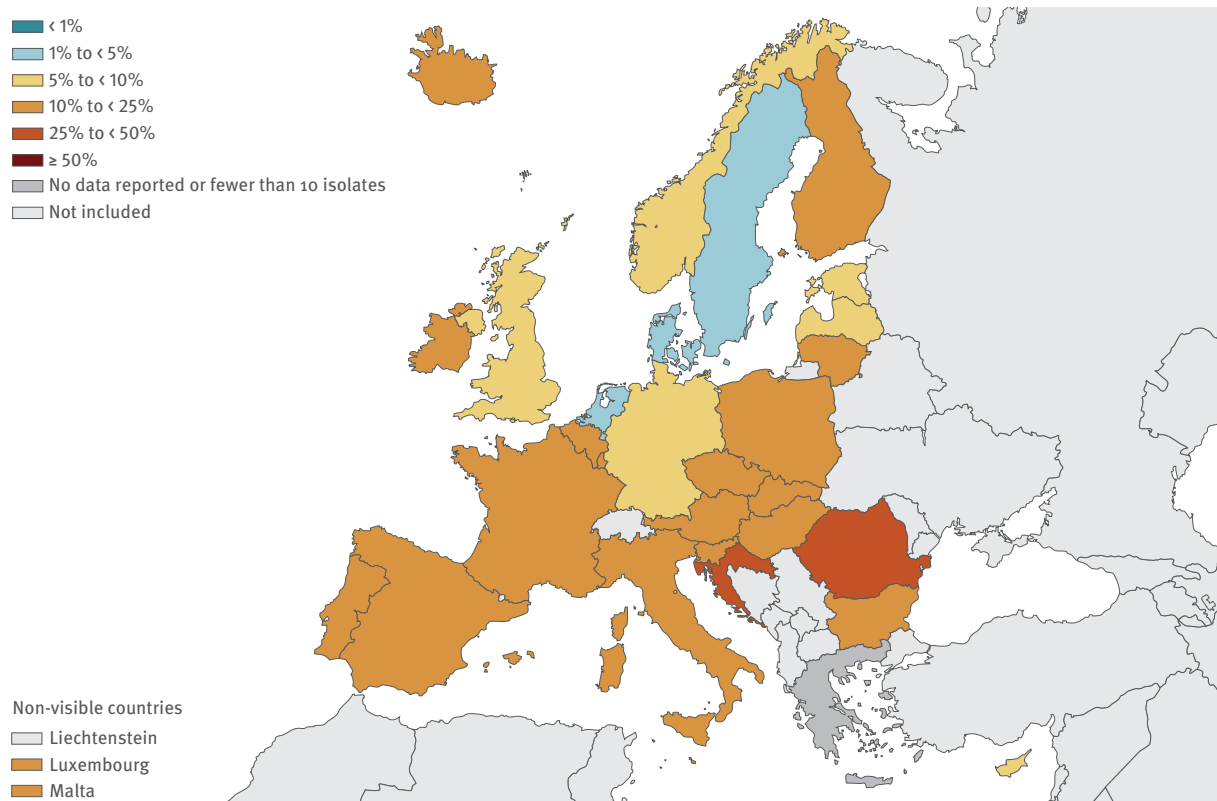 < 1%
1% to < 5%
5% to < 10%
10% to < 25%
25% to < 50%
≥ 50%
No data reported or fewer than 10 isolates
Not included
Non-visible countries
Liechtenstein
Luxembourg
Malta